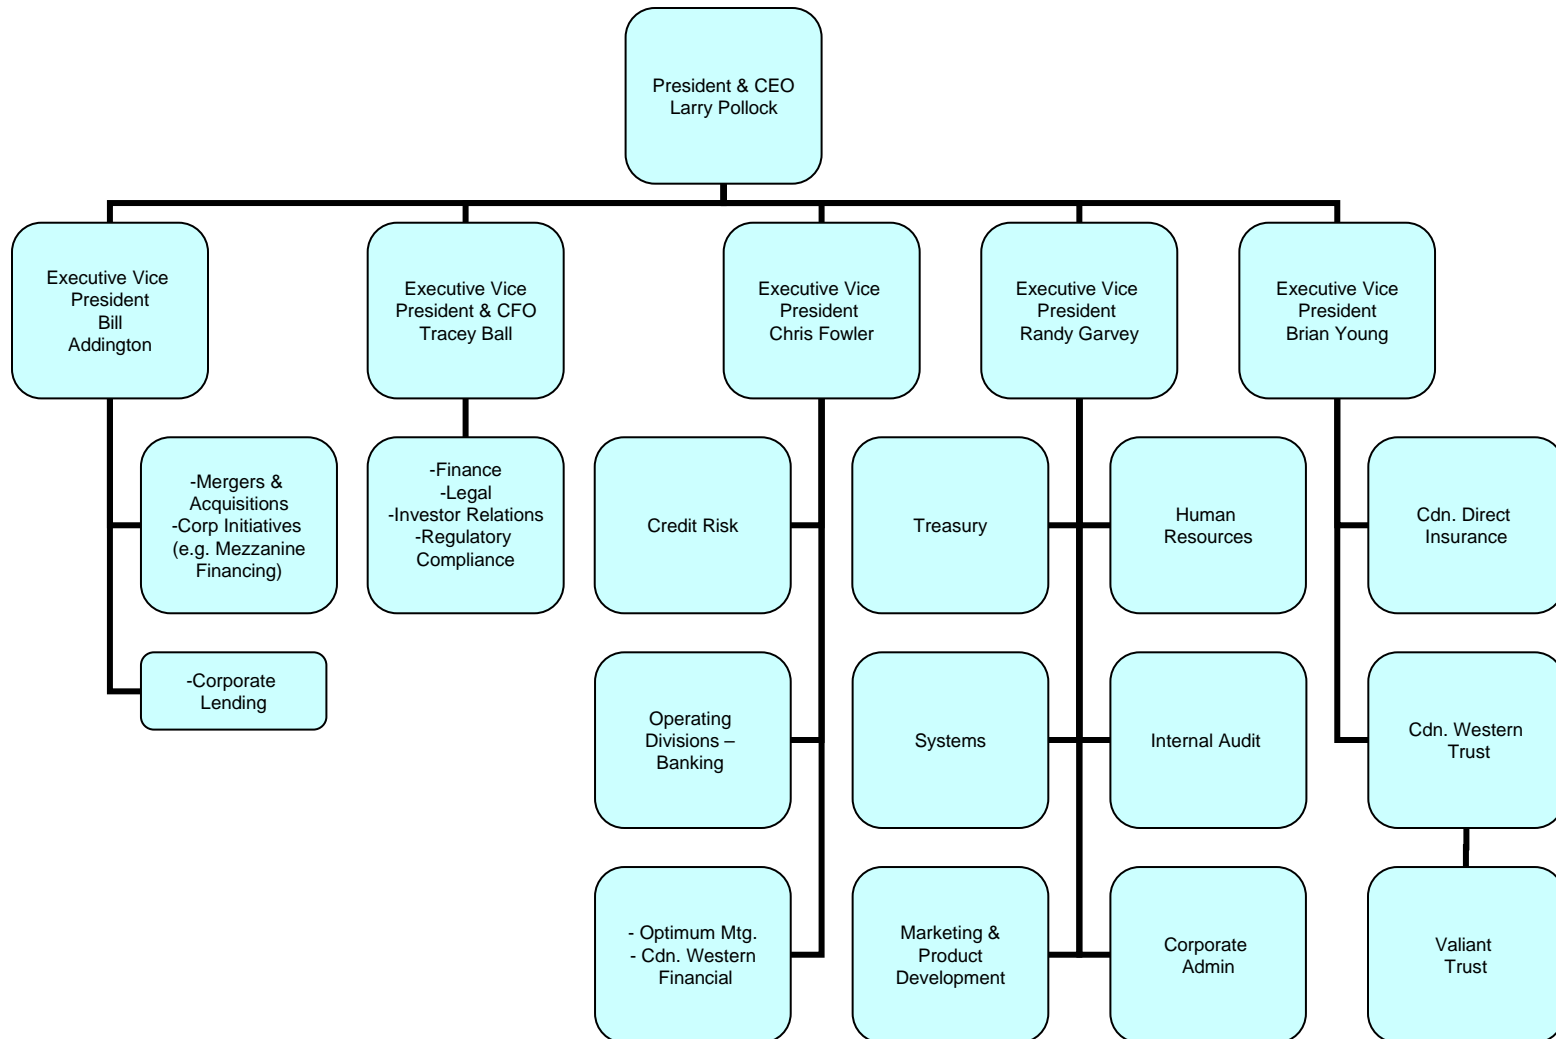 President & CEO
Larry Pollock
Executive Vice
President
Bill
Addington
Executive Vice
President & CFO
Tracey Ball
Executive Vice
President
Chris Fowler
Executive Vice
President
Randy Garvey
Executive Vice
President
Brian Young
-Mergers &
Acquisitions
-Corp Initiatives
(e.g. Mezzanine
Financing)
-Finance
-Legal
-Investor Relations
-Regulatory
Compliance
Credit Risk
Treasury
Human
Resources
Cdn. Direct
Insurance
-Corporate
Lending
Operating
Divisions –
Banking
Systems
Internal Audit
Cdn. Western
Trust
- Optimum Mtg.
- Cdn. Western
Financial
Marketing &
Product
Development
Corporate
Admin
Valiant
Trust